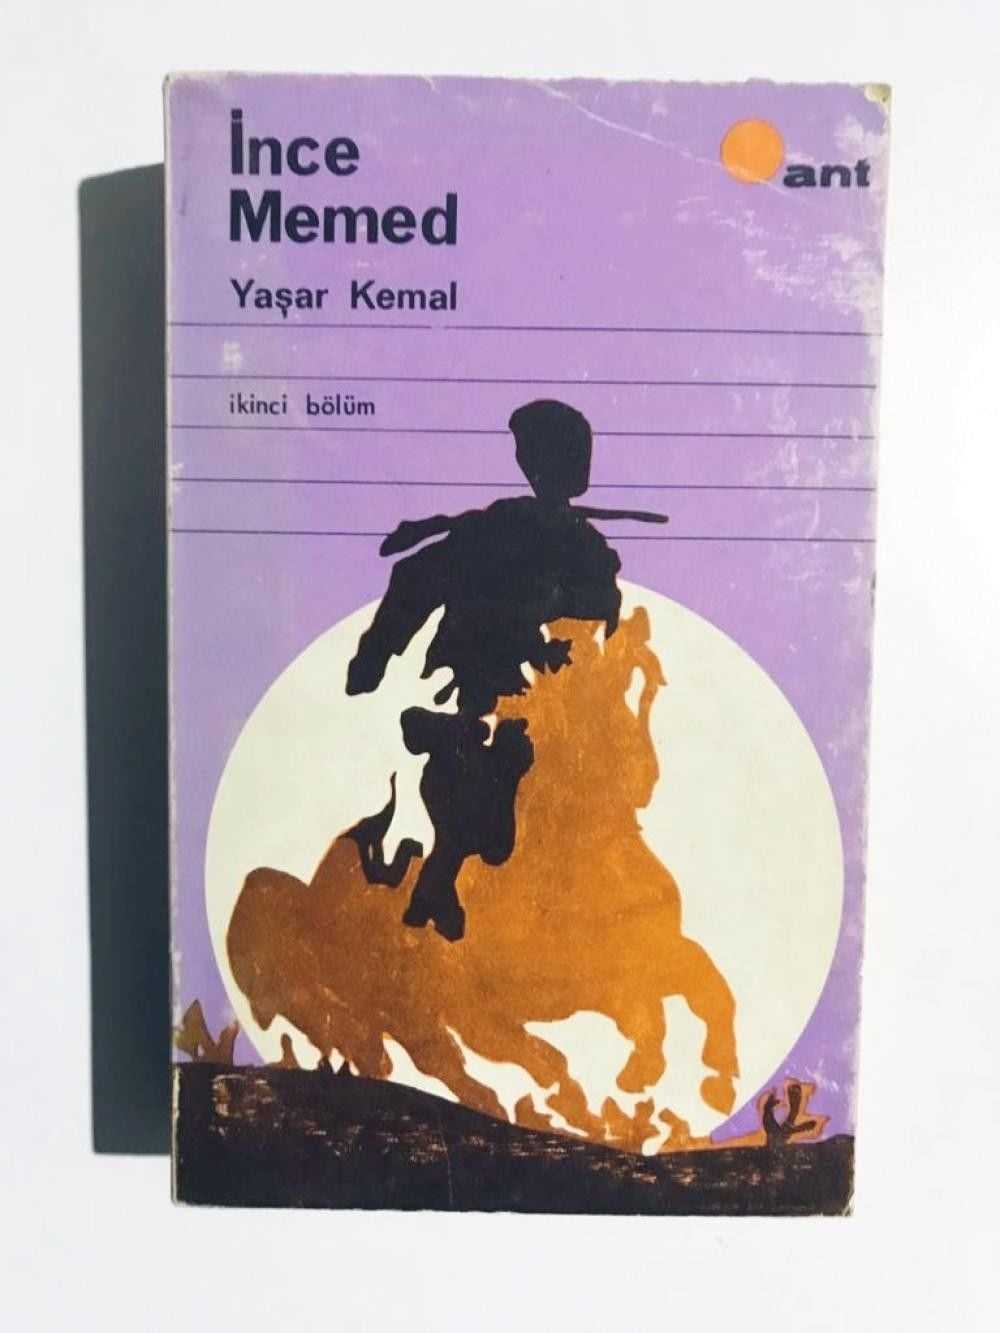 İnce
Memed
ant
Yaşar Kemal
ikinci bölüm